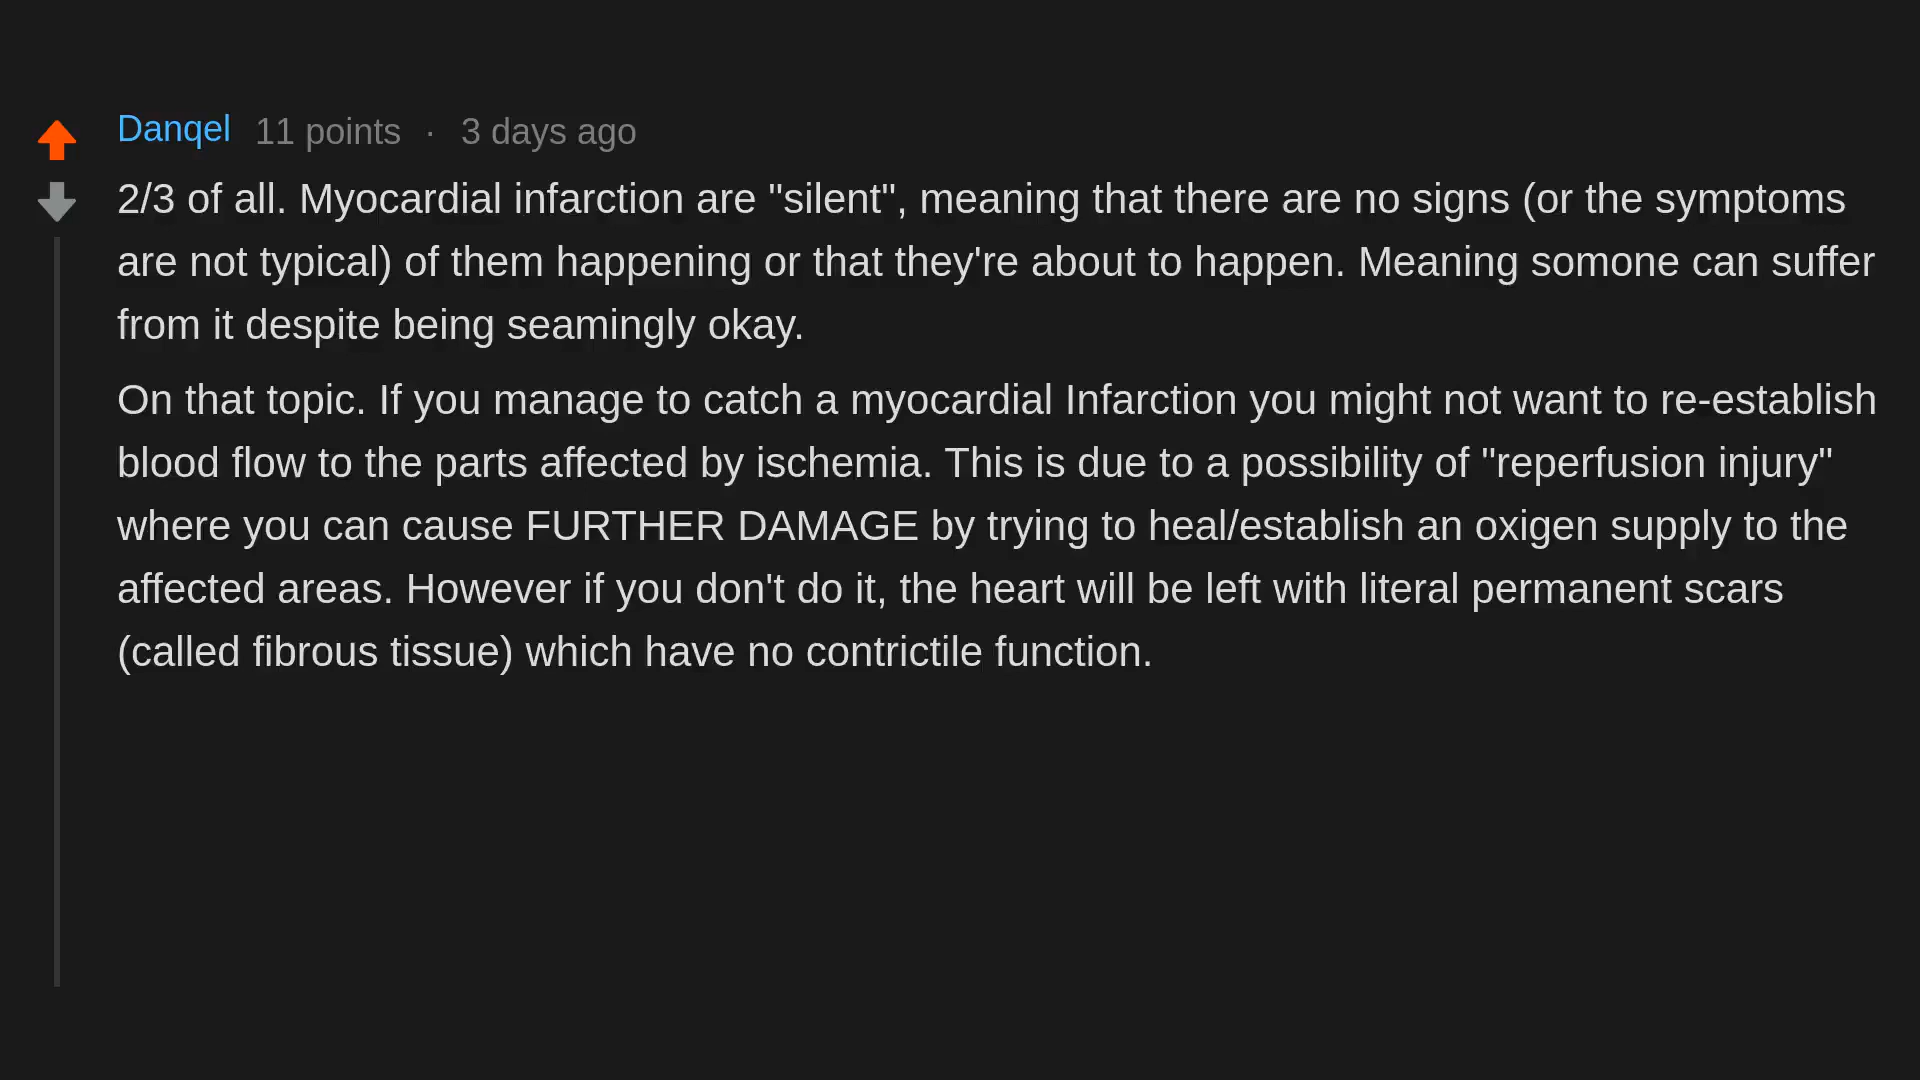 Danqel 11 points · 3 days ago
2/3 of all. Myocardial infarction are "silent", meaning that there are no signs (or the symptoms
are not typical) of them happening or that they're about to happen. Meaning somone can suffer
from it despite being seamingly okay.
On that topic. If you manage to catch a myocardial Infarction you might not want to re-establish
blood flow to the parts affected by ischemia. This is due to a possibility of "reperfusion injury"
where you can cause FURTHER DAMAGE by trying to heal/establish an oxigen supply to the
affected areas. However if you don't do it, the heart will be left with literal permanent scars
(called fibrous tissue) which have no contrictile function.